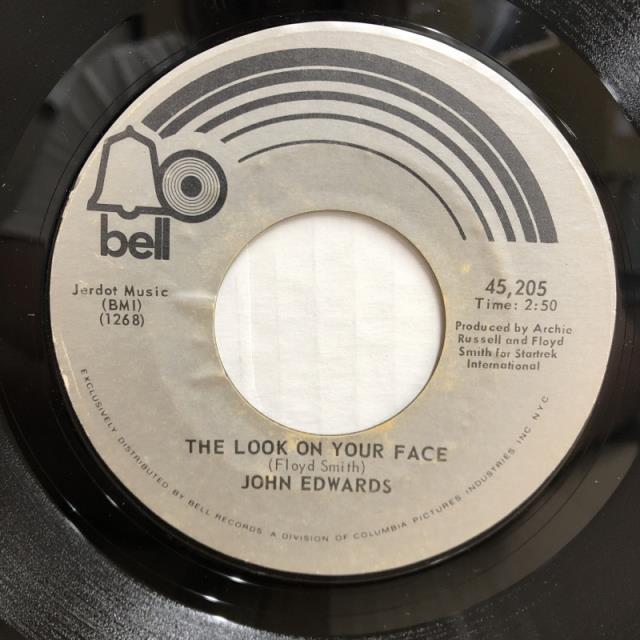 bell
Jerdot Music
(BMI)
(1268)
45,205
Time: 2:50
Produced by Archie
Russell and Floyd
Smith for Startrek
International
THE LOOK ON YOUR FACE
(Floyd Smith)
JOHN EDWARDS
EXCLUSIVELY DISTRIBUTED BY BELL RECORDS A DIVISION OF COLUMBIA PICTURES INDUSTRIES, INC. N.Y.C.